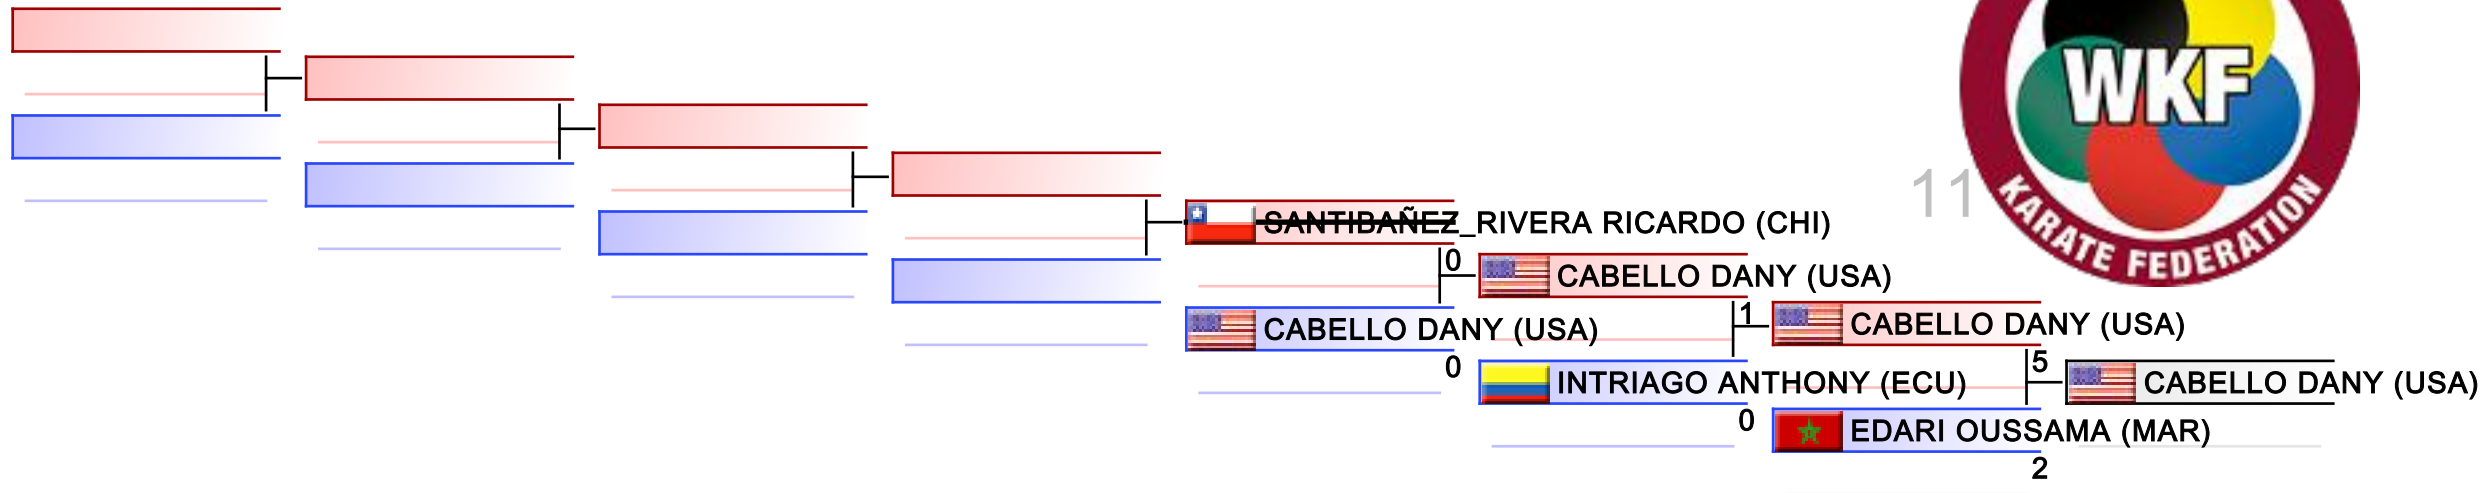 WKF
KARATE FEDERATION
11
SANTIBAÑEZ_RIVERA RICARDO (CHI)
0
CABELLO DANY (USA)
CABELLO DANY (USA)
1
CABELLO DANY (USA)
0
INTRIAGO ANTHONY (ECU)
5
CABELLO DANY (USA)
0
EDARI OUSSAMA (MAR)
2